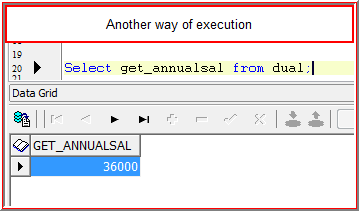 Another way of execution
19
20 Select get_annualsal from dual;
21
Data Grid
GET_ANNUALSAL
36000